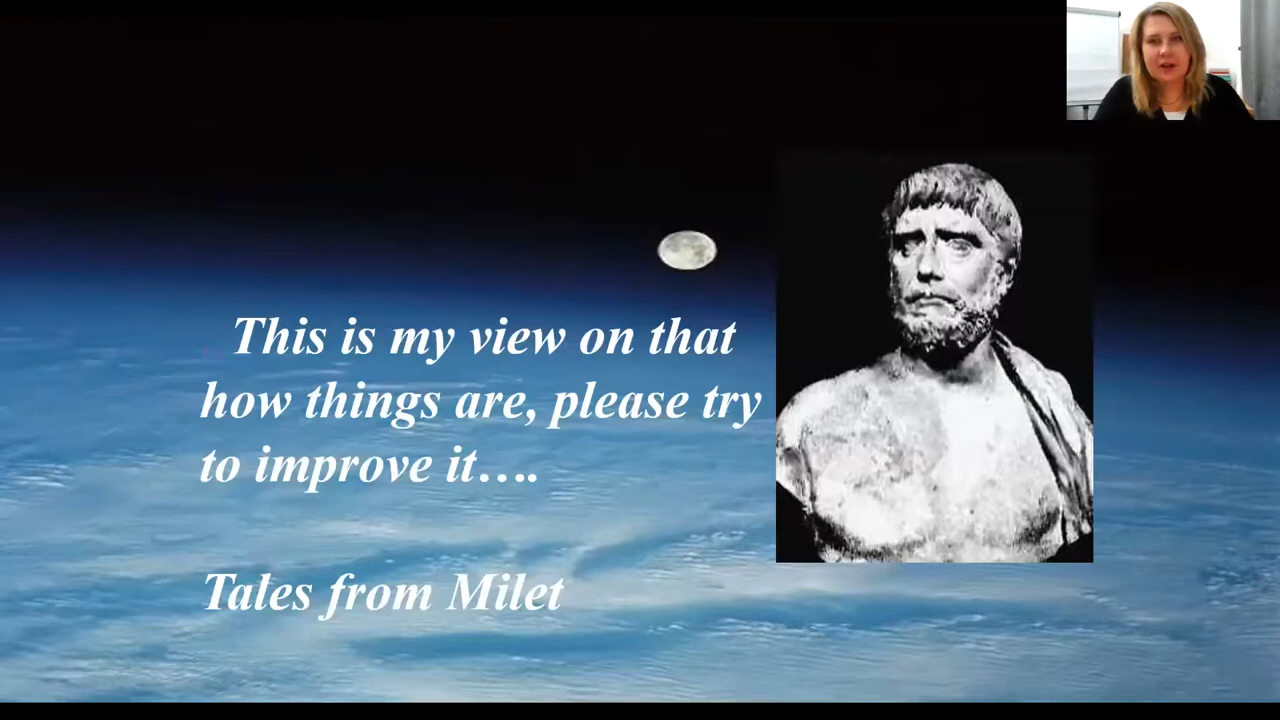 This is my view on that
how things are, please try
to improve it….
Tales from Milet